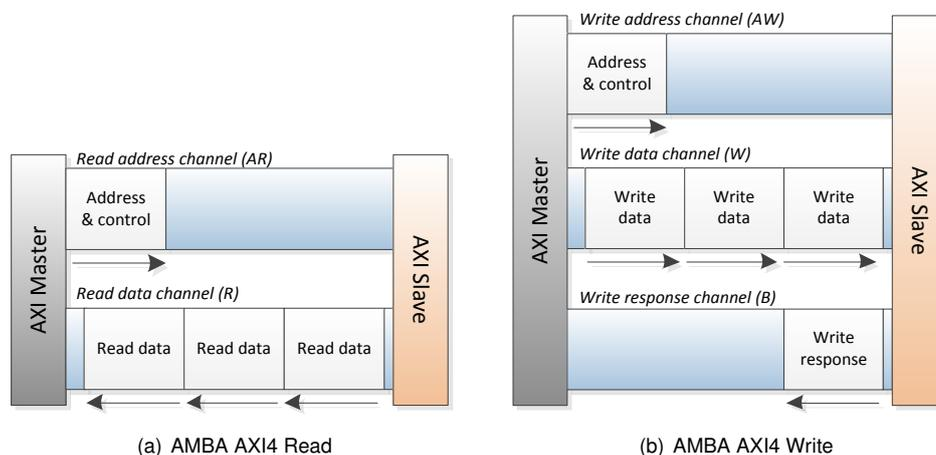 Read address channel (AR)
Address
& control
AXI Master
AXI Slave
Read data channel (R)
Read data
Read data
Read data
(a) AMBA AXI4 Read
Write address channel (AW)
Address
& control
AXI Master
AXI Slave
Write data channel (W)
Write
data
Write
data
Write
data
Write response channel (B)
Write
response
(b) AMBA AXI4 Write